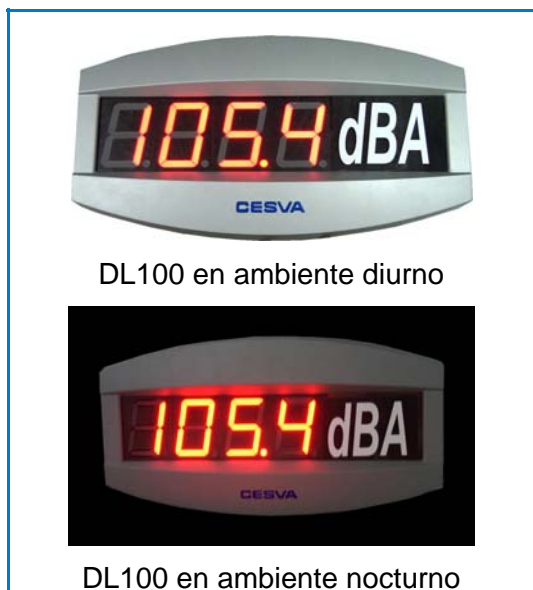 105.4 dBA
CESVA
DL100 en ambiente diurno
105.4 dBA
CESVA
DL100 en ambiente nocturno